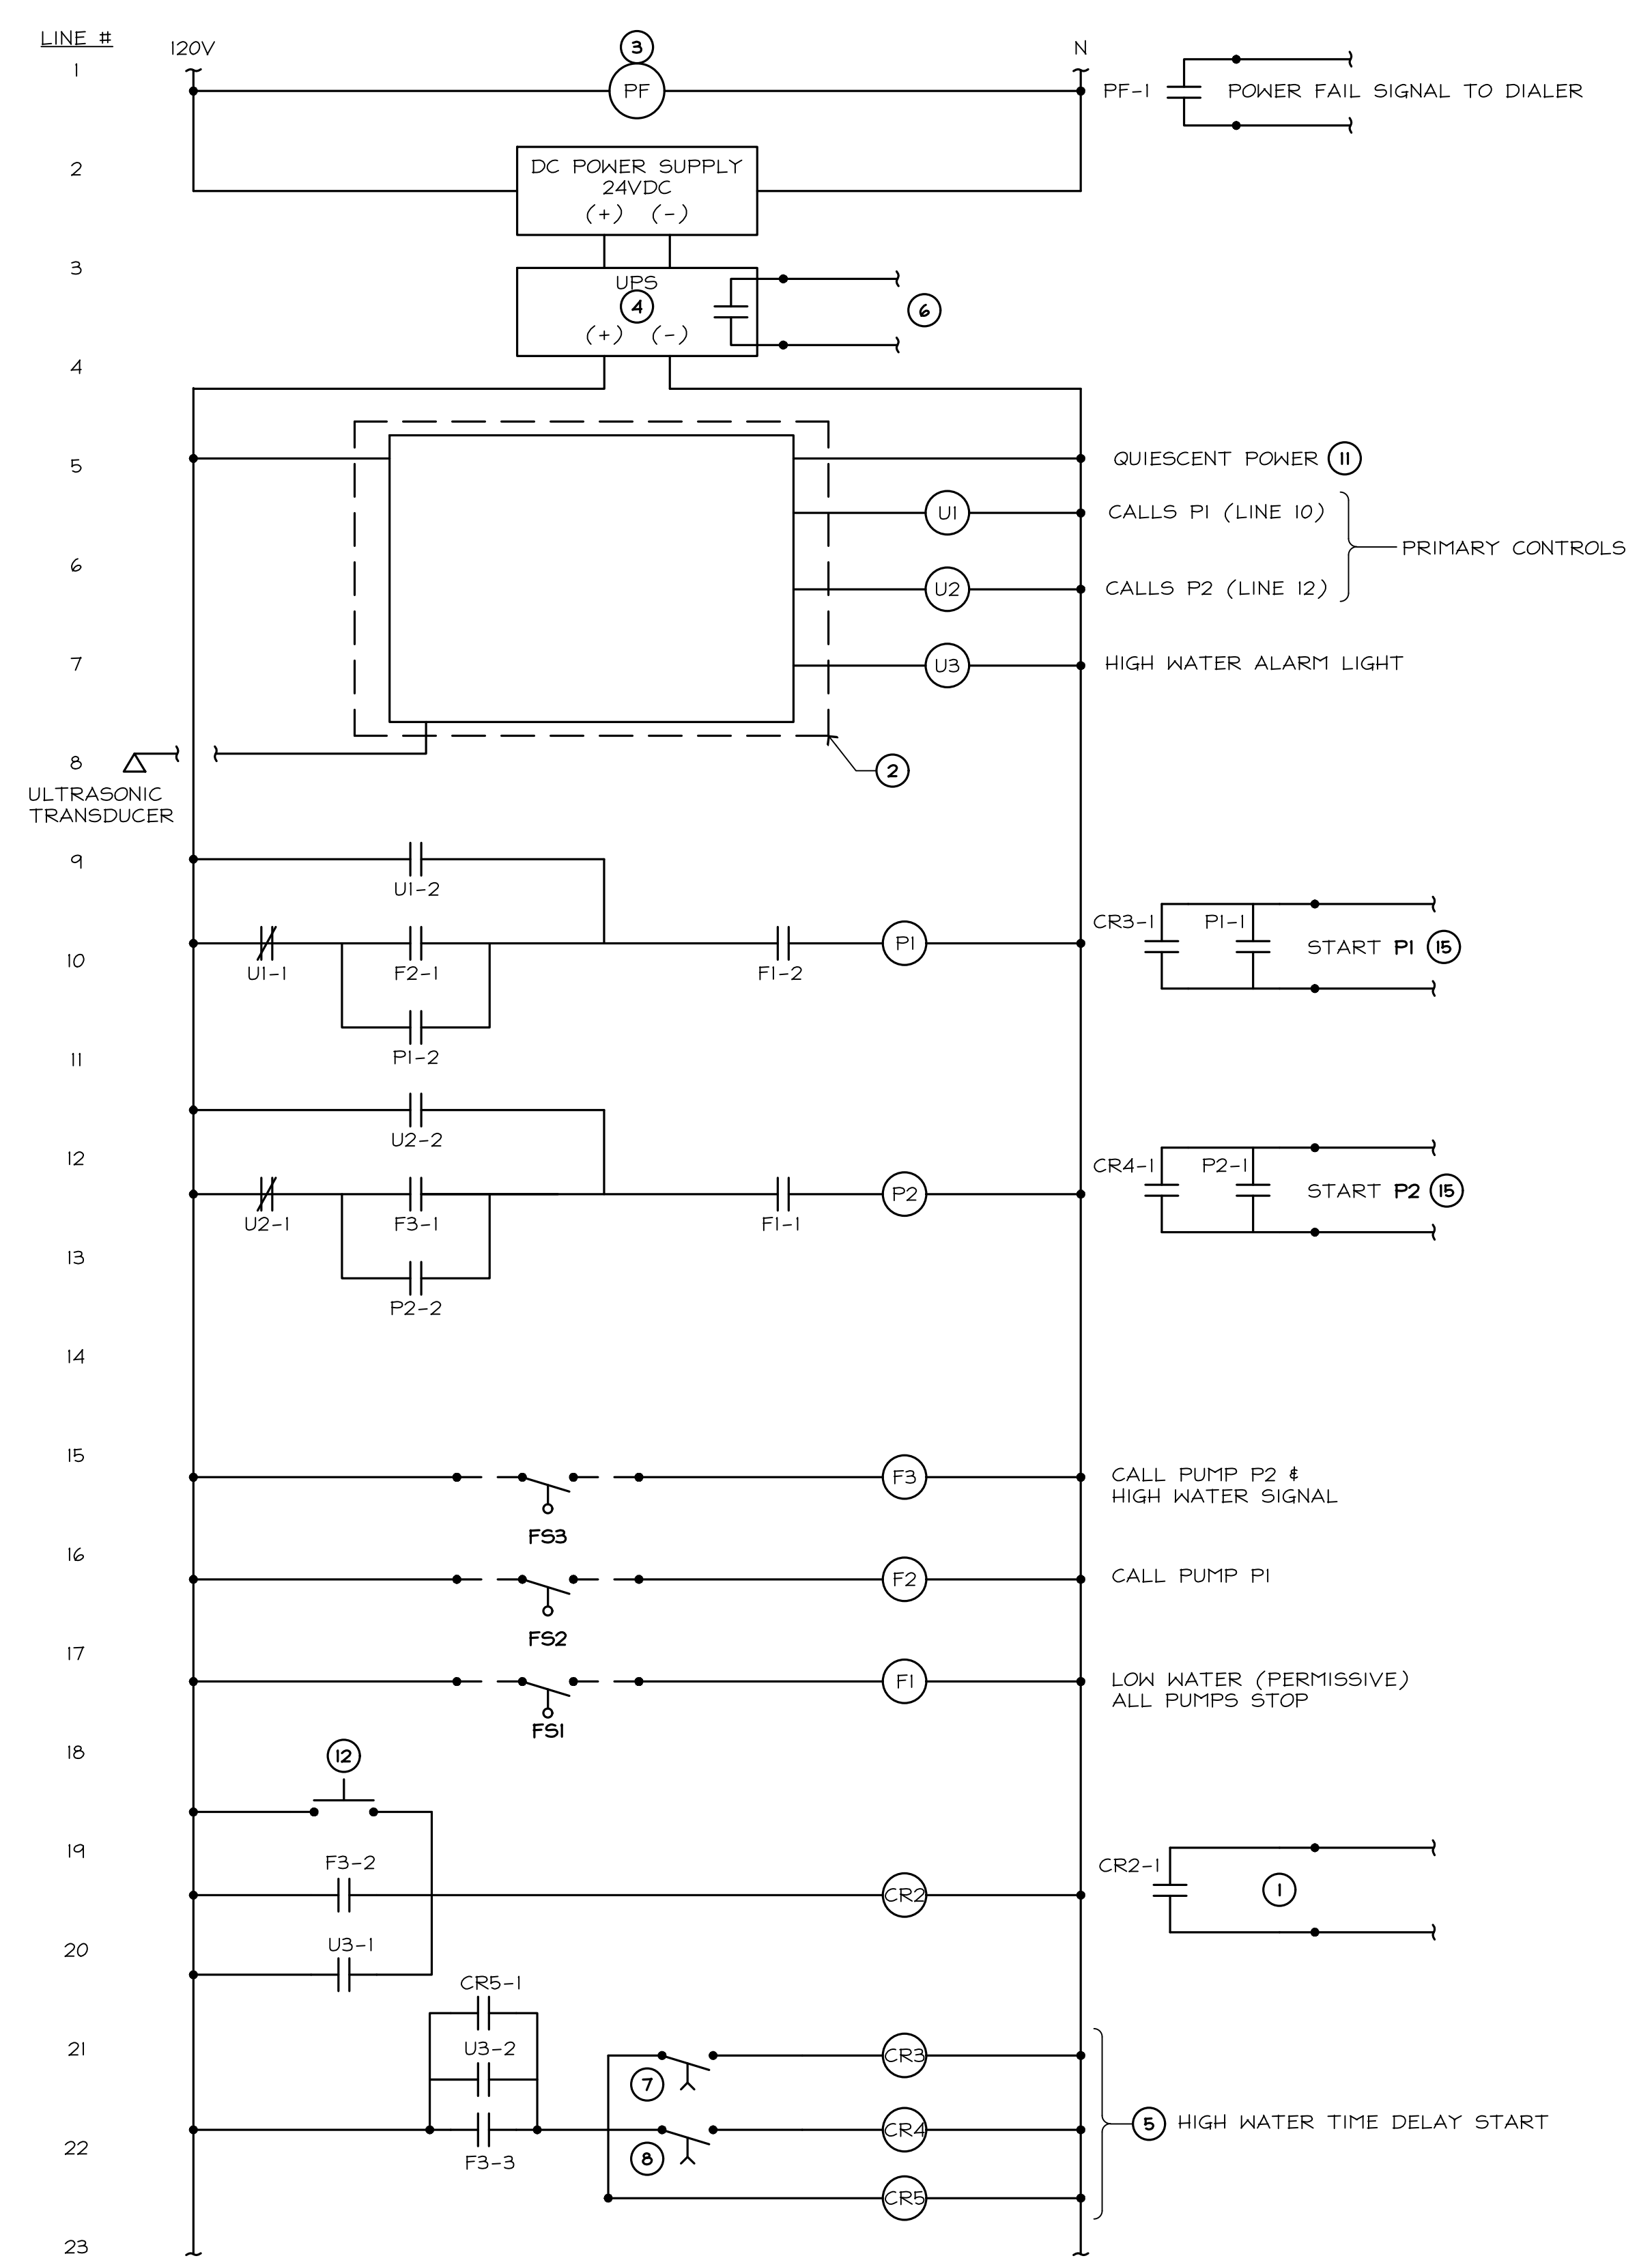 LINE #
120V
3
N
1
PF
PF-1
POWER FAIL SIGNAL TO DIALER
2
DC POWER SUPPLY
24VDC
(+) (-)
3
UPS
4
6
(+) (-)
4
5
QUIESCENT POWER 11
U1
CALLS P1 (LINE 10)
PRIMARY CONTROLS
6
U2
CALLS P2 (LINE 12)
7
U3
HIGH WATER ALARM LIGHT
8
2
ULTRASONIC
TRANSDUCER
9
U1-2
CR3-1
P1-1
10
U1-1
F2-1
F1-2
P1
START P1 15
11
P1-2
U2-2
12
CR4-1
P2-1
U2-1
F3-1
F1-1
P2
START P2 15
13
P2-2
14
15
F3
CALL PUMP P2 &
HIGH WATER SIGNAL
FS3
16
F2
CALL PUMP P1
FS2
17
F1
LOW WATER (PERMISSIVE)
ALL PUMPS STOP
FS1
18
12
19
F3-2
CR2
CR2-1
1
20
U3-1
CR5-1
21
U3-2
7
CR3
22
F3-3
8
CR4
5 HIGH WATER TIME DELAY START
CR5
23